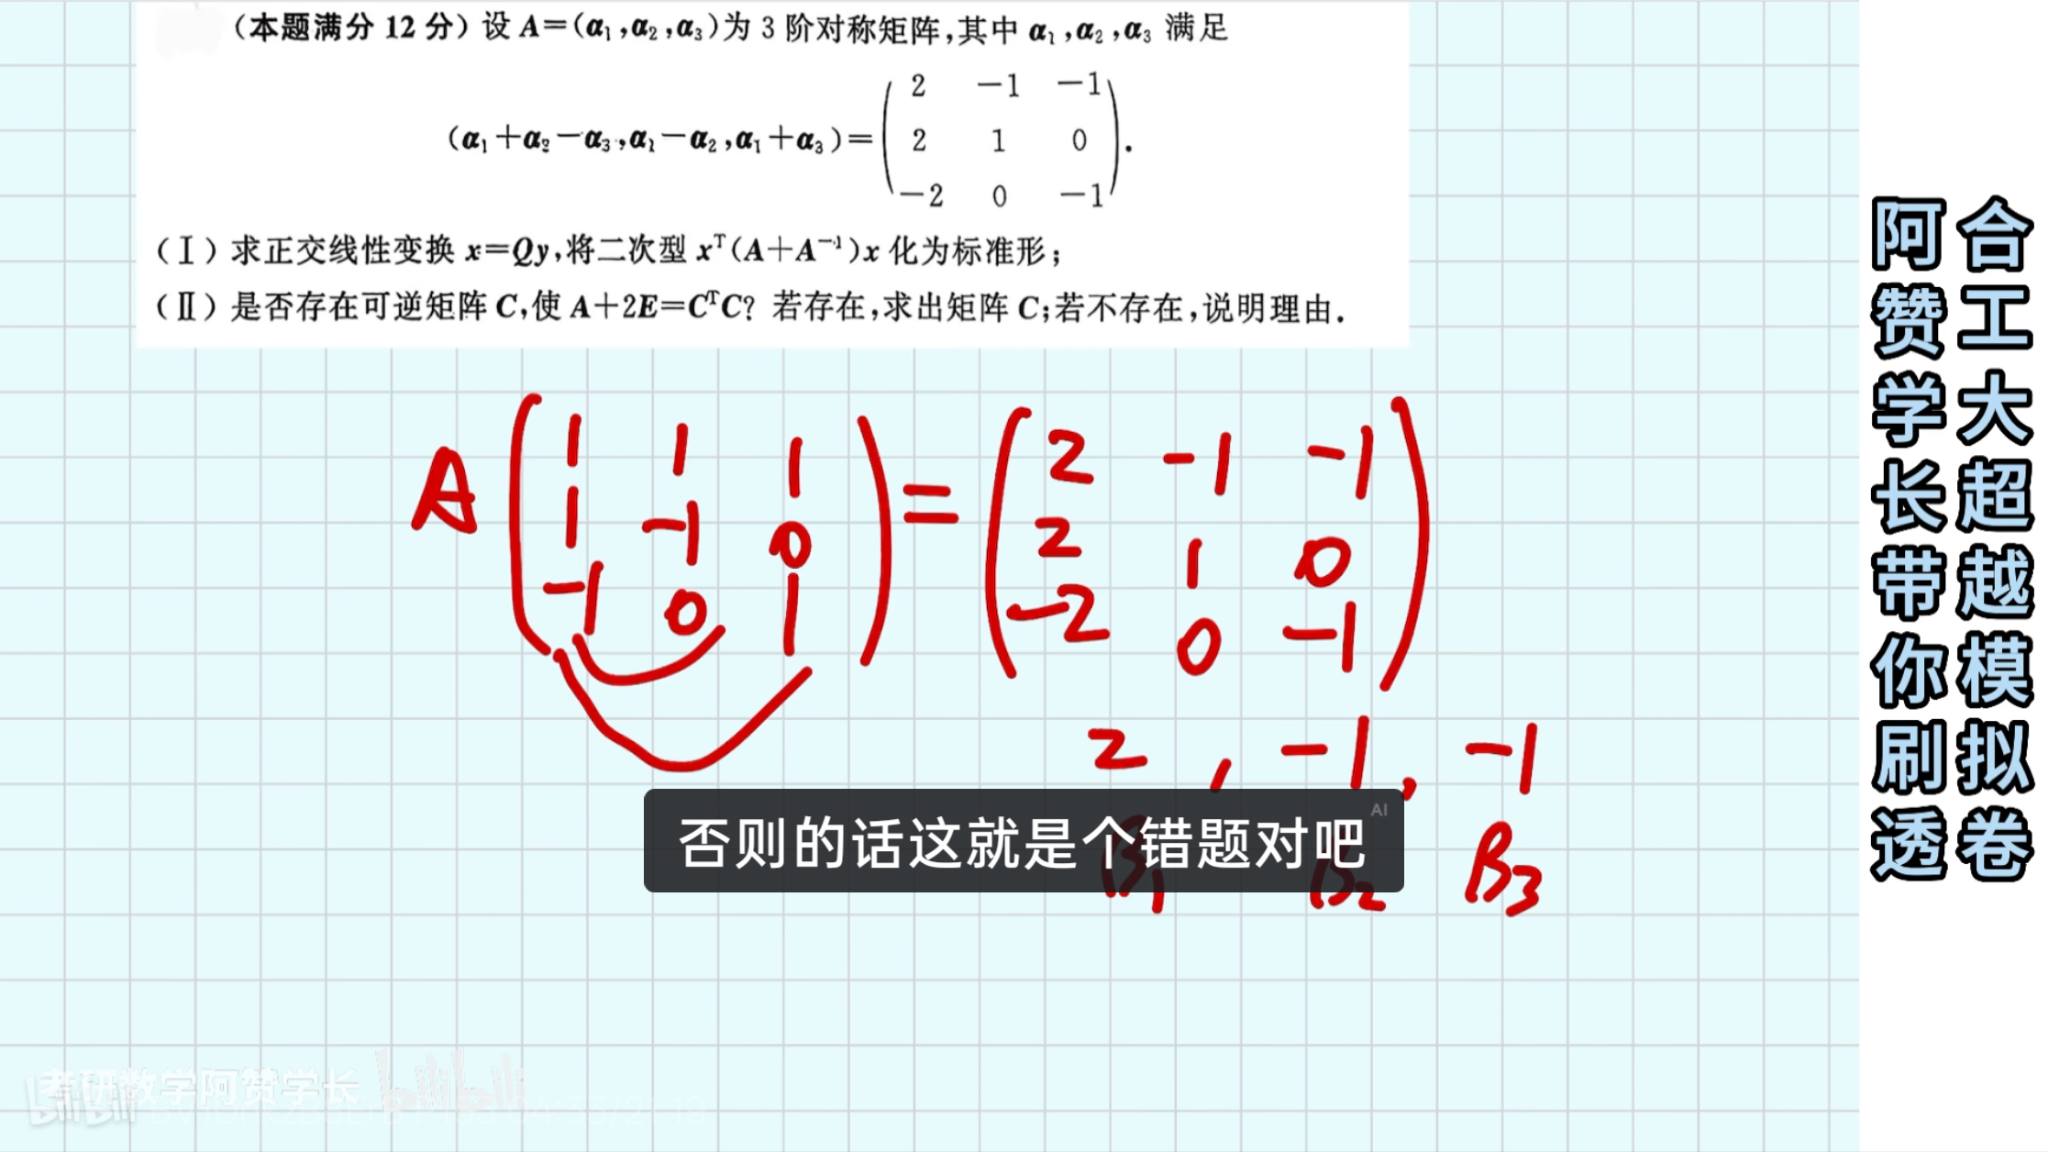 (本题满分 12 分) 设 A=(α₁,α₂,α₃)为 3 阶对称矩阵,其中 α₁,α₂,α₃ 满足
(α₁+α₂-α₃,α₁-α₂,α₁+α₃)=
2 -1 -1
2 1 0
-2 0 -1
.
(Ⅰ) 求正交线性变换 x=Qy,将二次型 xᵀ(A+A⁻¹)x 化为标准形;
(Ⅱ) 是否存在可逆矩阵 C,使 A+2E=CᵀC? 若存在,求出矩阵 C;若不存在,说明理由.
A
1 1 1
1 -1 0
-1 0 1
=
2 -1 -1
2 1 0
-2 0 -1
2 , -1 , -1
β₁ β₂ β₃
否则的话这就是个错题对吧
AI
合工大超越模拟卷
阿赞学长带你刷透
考研数学阿赞学长
bilibili
bilibili